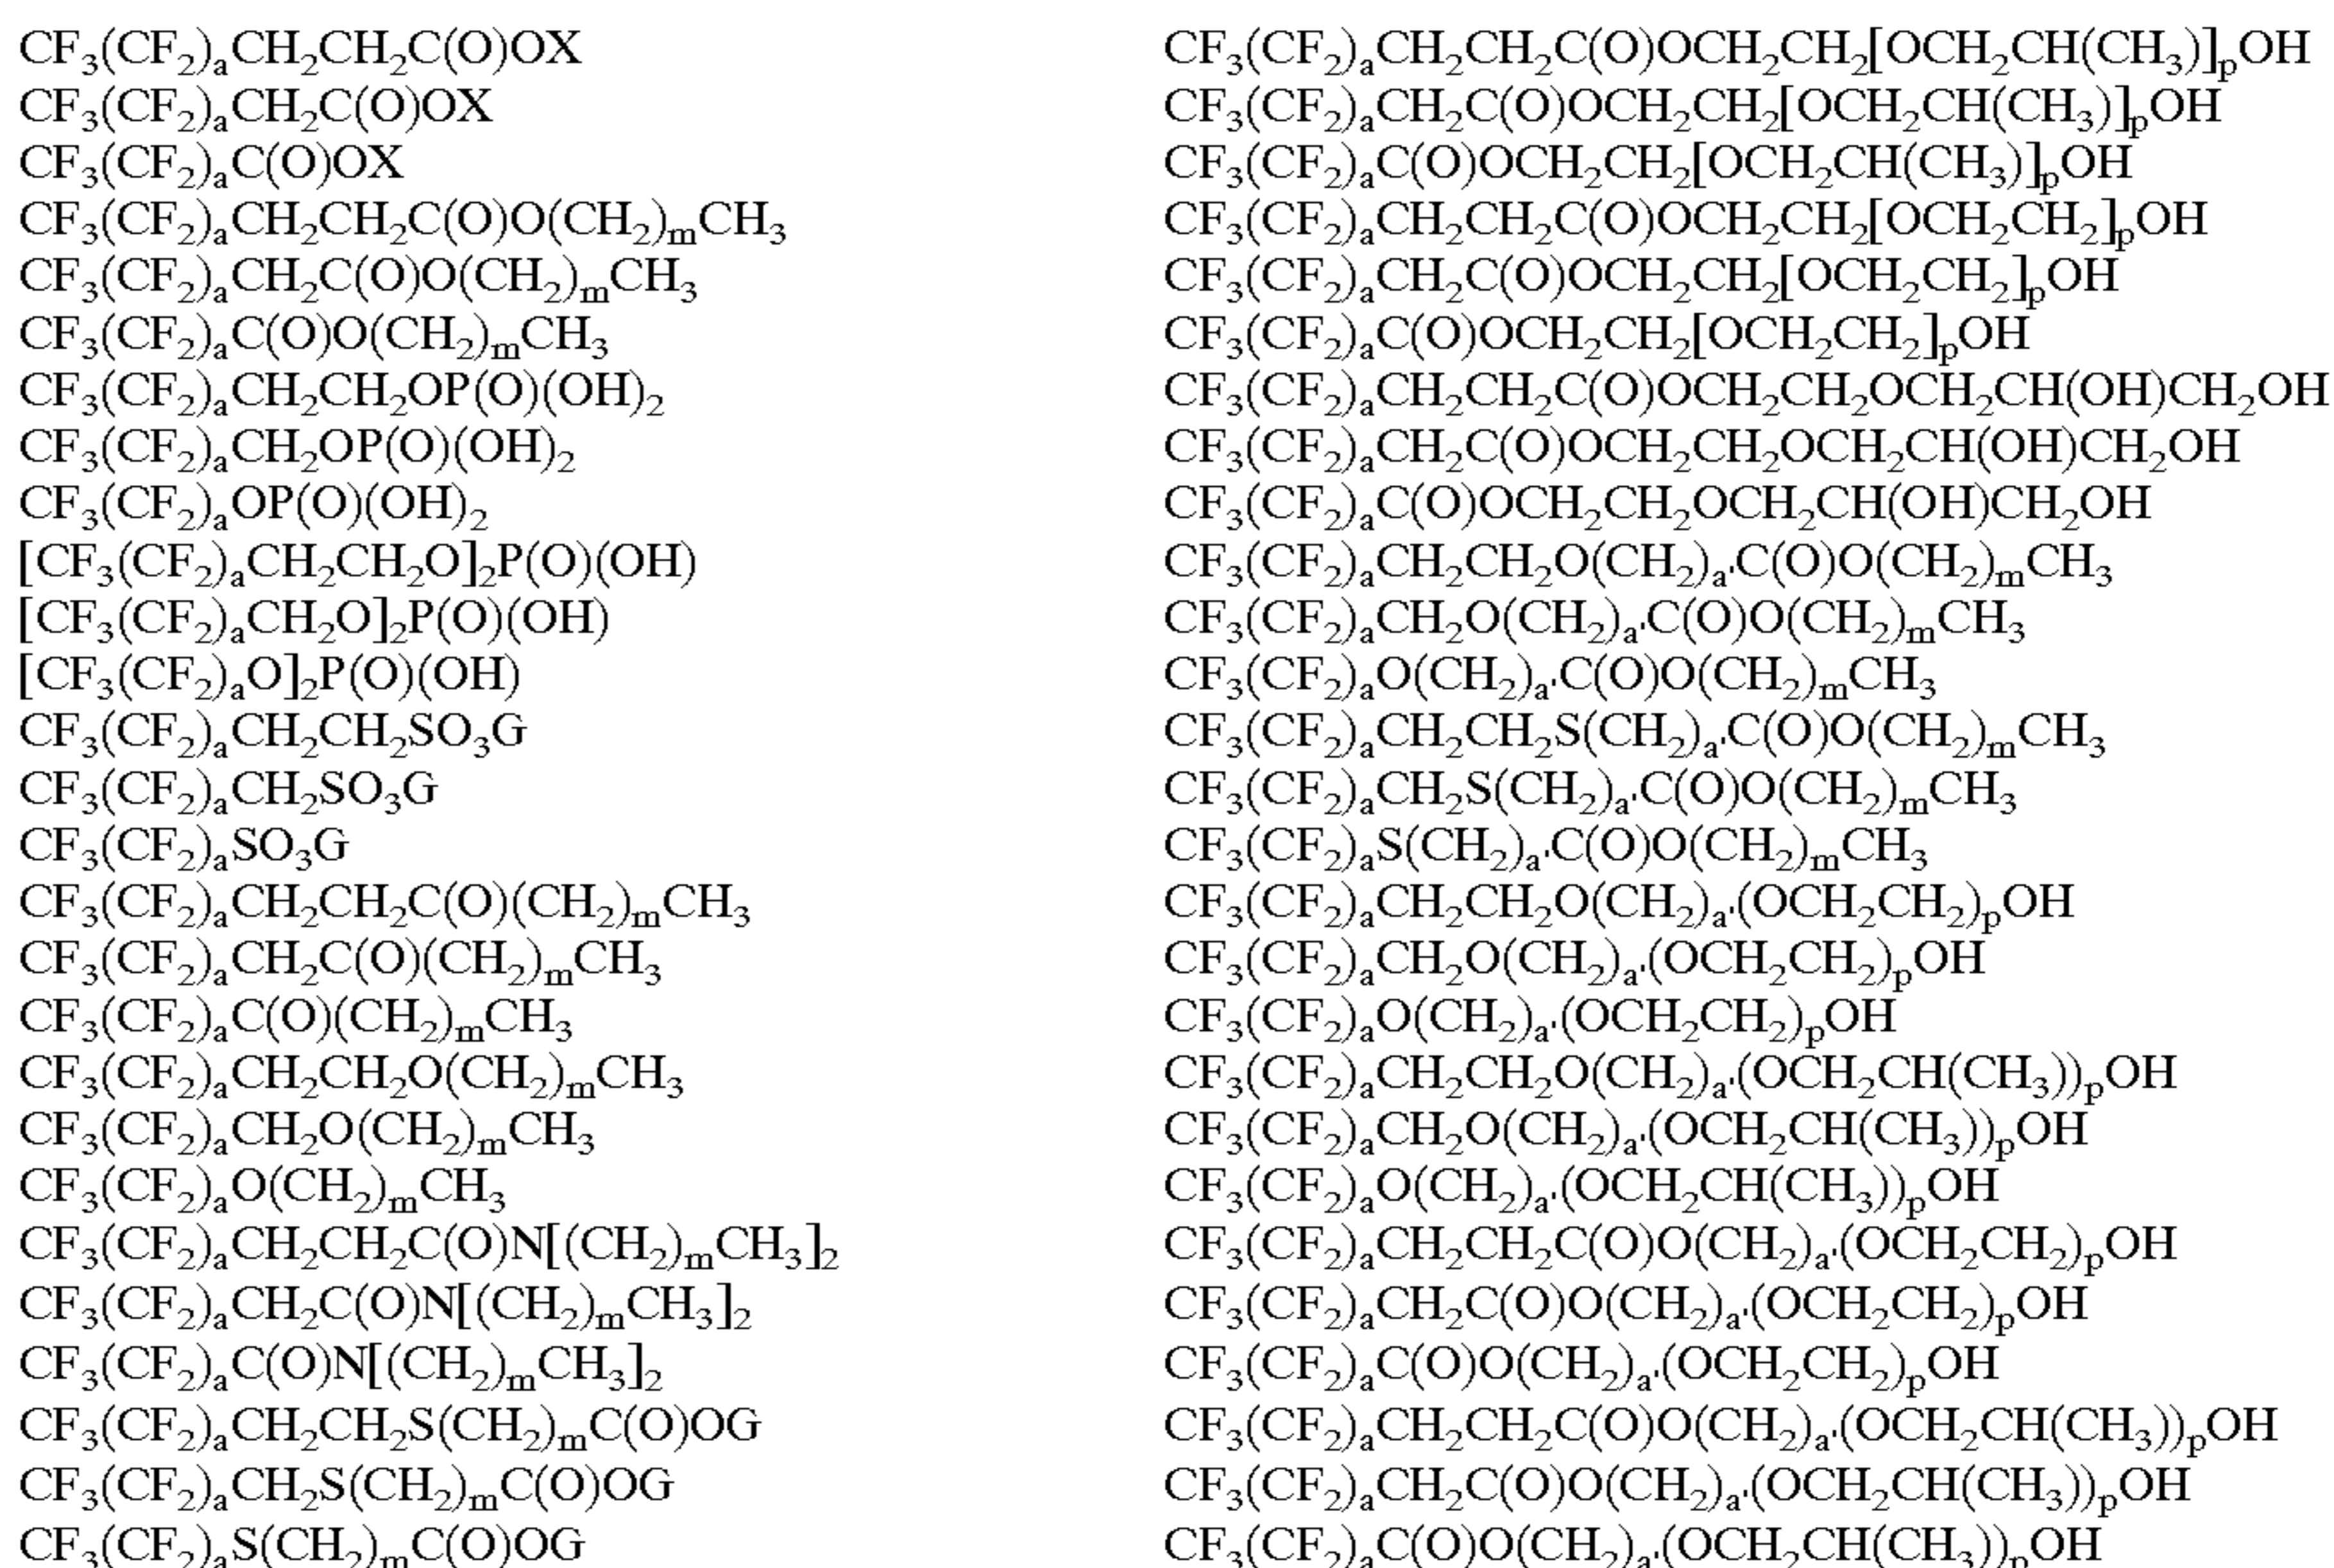 CF₃(CF₂)ₐCH₂CH₂C(O)OX
CF₃(CF₂)ₐCH₂C(O)OX
CF₃(CF₂)ₐC(O)OX
CF₃(CF₂)ₐCH₂CH₂C(O)O(CH₂)ₘCH₃
CF₃(CF₂)ₐCH₂C(O)O(CH₂)ₘCH₃
CF₃(CF₂)ₐC(O)O(CH₂)ₘCH₃
CF₃(CF₂)ₐCH₂CH₂OP(O)(OH)₂
CF₃(CF₂)ₐCH₂OP(O)(OH)₂
CF₃(CF₂)ₐOP(O)(OH)₂
[CF₃(CF₂)ₐCH₂CH₂O]₂P(O)(OH)
[CF₃(CF₂)ₐCH₂O]₂P(O)(OH)
[CF₃(CF₂)ₐO]₂P(O)(OH)
CF₃(CF₂)ₐCH₂CH₂SO₃G
CF₃(CF₂)ₐCH₂SO₃G
CF₃(CF₂)ₐSO₃G
CF₃(CF₂)ₐCH₂CH₂C(O)(CH₂)ₘCH₃
CF₃(CF₂)ₐCH₂C(O)(CH₂)ₘCH₃
CF₃(CF₂)ₐC(O)(CH₂)ₘCH₃
CF₃(CF₂)ₐCH₂CH₂O(CH₂)ₘCH₃
CF₃(CF₂)ₐCH₂O(CH₂)ₘCH₃
CF₃(CF₂)ₐO(CH₂)ₘCH₃
CF₃(CF₂)ₐCH₂CH₂C(O)N[(CH₂)ₘCH₃]₂
CF₃(CF₂)ₐCH₂C(O)N[(CH₂)ₘCH₃]₂
CF₃(CF₂)ₐC(O)N[(CH₂)ₘCH₃]₂
CF₃(CF₂)ₐCH₂CH₂S(CH₂)ₘC(O)OG
CF₃(CF₂)ₐCH₂S(CH₂)ₘC(O)OG
CF₃(CF₂)ₐS(CH₂)ₘC(O)OG
CF₃(CF₂)ₐCH₂CH₂C(O)OCH₂CH₂[OCH₂CH(CH₃)]ₚOH
CF₃(CF₂)ₐCH₂C(O)OCH₂CH₂[OCH₂CH(CH₃)]ₚOH
CF₃(CF₂)ₐC(O)OCH₂CH₂[OCH₂CH(CH₃)]ₚOH
CF₃(CF₂)ₐCH₂CH₂C(O)OCH₂CH₂[OCH₂CH₂]ₚOH
CF₃(CF₂)ₐCH₂C(O)OCH₂CH₂[OCH₂CH₂]ₚOH
CF₃(CF₂)ₐC(O)OCH₂CH₂[OCH₂CH₂]ₚOH
CF₃(CF₂)ₐCH₂CH₂C(O)OCH₂CH₂OCH₂CH(OH)CH₂OH
CF₃(CF₂)ₐCH₂C(O)OCH₂CH₂OCH₂CH(OH)CH₂OH
CF₃(CF₂)ₐC(O)OCH₂CH₂OCH₂CH(OH)CH₂OH
CF₃(CF₂)ₐCH₂CH₂O(CH₂)ₐ'C(O)O(CH₂)ₘCH₃
CF₃(CF₂)ₐCH₂O(CH₂)ₐ'C(O)O(CH₂)ₘCH₃
CF₃(CF₂)ₐO(CH₂)ₐ'C(O)O(CH₂)ₘCH₃
CF₃(CF₂)ₐCH₂CH₂S(CH₂)ₐ'C(O)O(CH₂)ₘCH₃
CF₃(CF₂)ₐCH₂S(CH₂)ₐ'C(O)O(CH₂)ₘCH₃
CF₃(CF₂)ₐS(CH₂)ₐ'C(O)O(CH₂)ₘCH₃
CF₃(CF₂)ₐCH₂CH₂O(CH₂)ₐ'(OCH₂CH₂)ₚOH
CF₃(CF₂)ₐCH₂O(CH₂)ₐ'(OCH₂CH₂)ₚOH
CF₃(CF₂)ₐO(CH₂)ₐ'(OCH₂CH₂)ₚOH
CF₃(CF₂)ₐCH₂CH₂O(CH₂)ₐ'(OCH₂CH(CH₃))ₚOH
CF₃(CF₂)ₐCH₂O(CH₂)ₐ'(OCH₂CH(CH₃))ₚOH
CF₃(CF₂)ₐO(CH₂)ₐ'(OCH₂CH(CH₃))ₚOH
CF₃(CF₂)ₐCH₂CH₂C(O)O(CH₂)ₐ'(OCH₂CH₂)ₚOH
CF₃(CF₂)ₐCH₂C(O)O(CH₂)ₐ'(OCH₂CH₂)ₚOH
CF₃(CF₂)ₐC(O)O(CH₂)ₐ'(OCH₂CH₂)ₚOH
CF₃(CF₂)ₐCH₂CH₂C(O)O(CH₂)ₐ'(OCH₂CH(CH₃))ₚOH
CF₃(CF₂)ₐCH₂C(O)O(CH₂)ₐ'(OCH₂CH(CH₃))ₚOH
CF₃(CF₂)ₐC(O)O(CH₂)ₐ'(OCH₂CH(CH₃))ₚOH